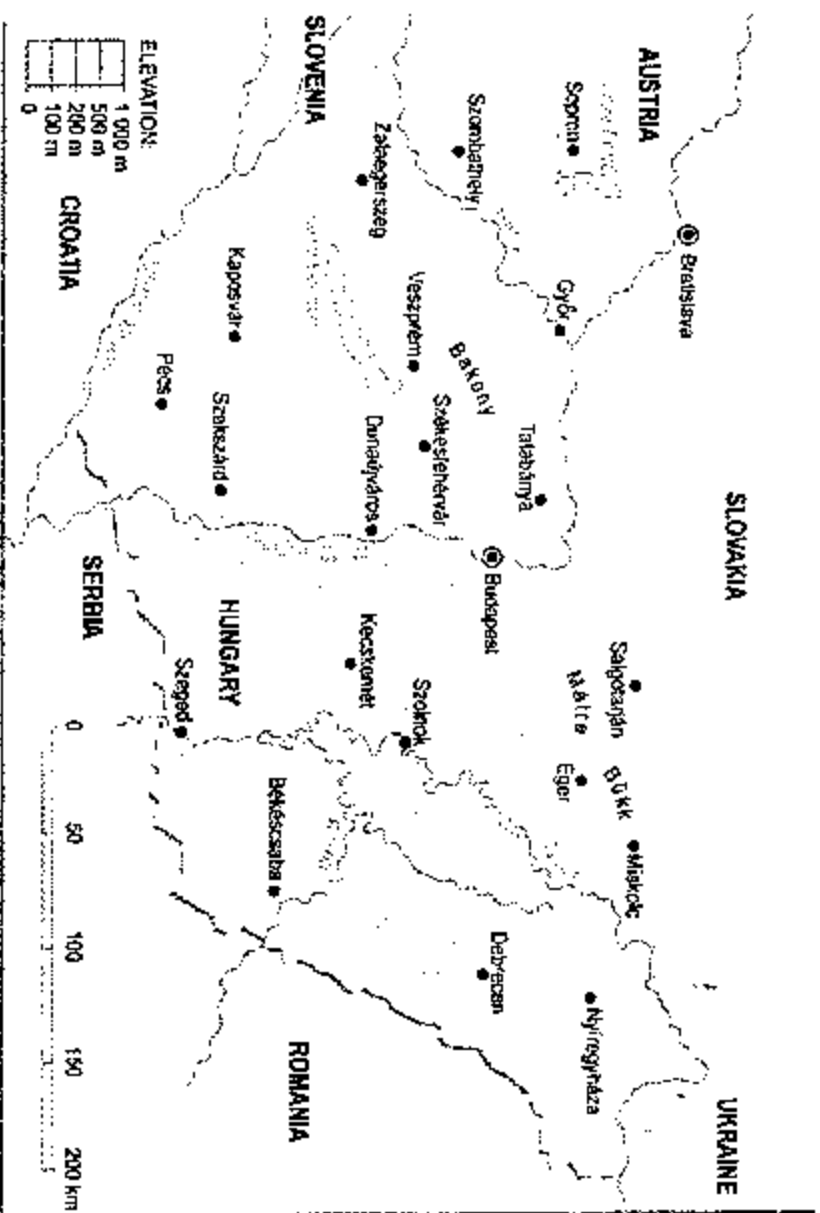 AUSTRIA
SLOVAKIA
UKRAINE
Bratislava
Sopron
Szombathely
Győr
Tatabánya
Salgótarján
Mátra
Bükk
Miskolc
Eger
Nyíregyháza
Zalaegerszeg
Veszprém
Bakony
Székesfehérvár
Budapest
Debrecan
SLOVENIA
Dunaújváros
Kecskemét
Szolnok
Kaposvár
Szekszárd
HUNGARY
Békéscsaba
ROMANIA
Pécs
Szeged
CROATIA
SERBIA
ELEVATION:
1 000 m
500 m
200 m
100 m
0
0 50 100 150 200 km